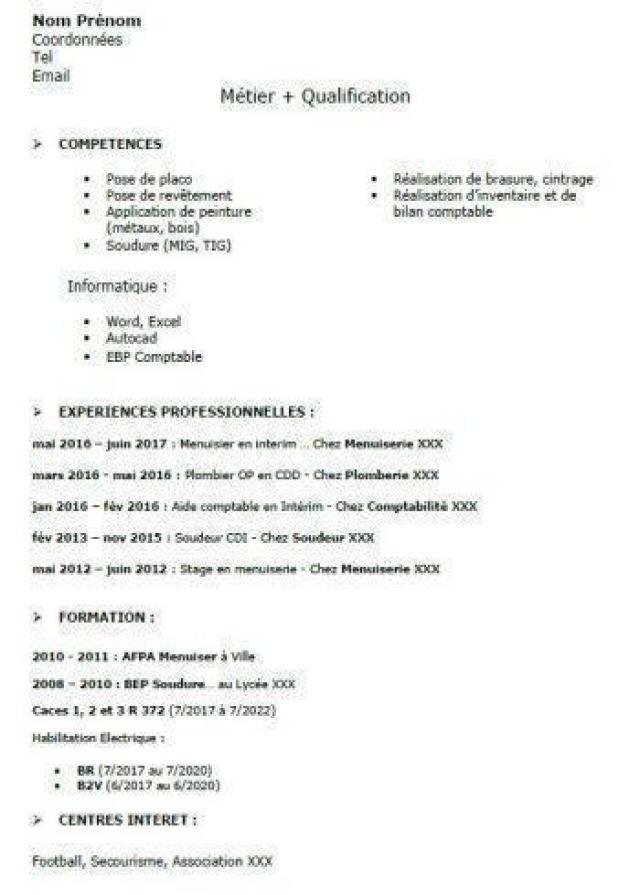 Nom Prénom
Coordonnées
Tel
Email
Métier + Qualification
➢ COMPETENCES
• Pose de placo
• Pose de revêtement
• Application de peinture
(métaux, bois)
• Soudure (MIG, TIG)
• Réalisation de brasure, cintrage
• Réalisation d'inventaire et de
bilan comptable
Informatique :
• Word, Excel
• Autocad
• EBP Comptable
➢ EXPERIENCES PROFESSIONNELLES :
mai 2016 – juin 2017 : Menuisier en interim .. Chez Menuiserie XXX
mars 2016 - mai 2016 : Plombier OP en CDD - Chez Plomberie XXX
jan 2016 – fév 2016 : Aide comptable en Intérim - Chez Comptabilité XXX
fév 2013 – nov 2015 : Soudeur CDI - Chez Soudeur XXX
mai 2012 – juin 2012 : Stage en menuiserie - Chez Menuiserie XXX
➢ FORMATION :
2010 - 2011 : AFPA Menuiser à Ville
2008 – 2010 : BEP Soudure... au Lycée XXX
Caces 1, 2 et 3 R 372 (7/2017 à 7/2022)
Habilitation Electrique :
• BR (7/2017 au 7/2020)
• B2V (6/2017 au 6/2020)
➢ CENTRES INTERET :
Football, Secourisme, Association XXX